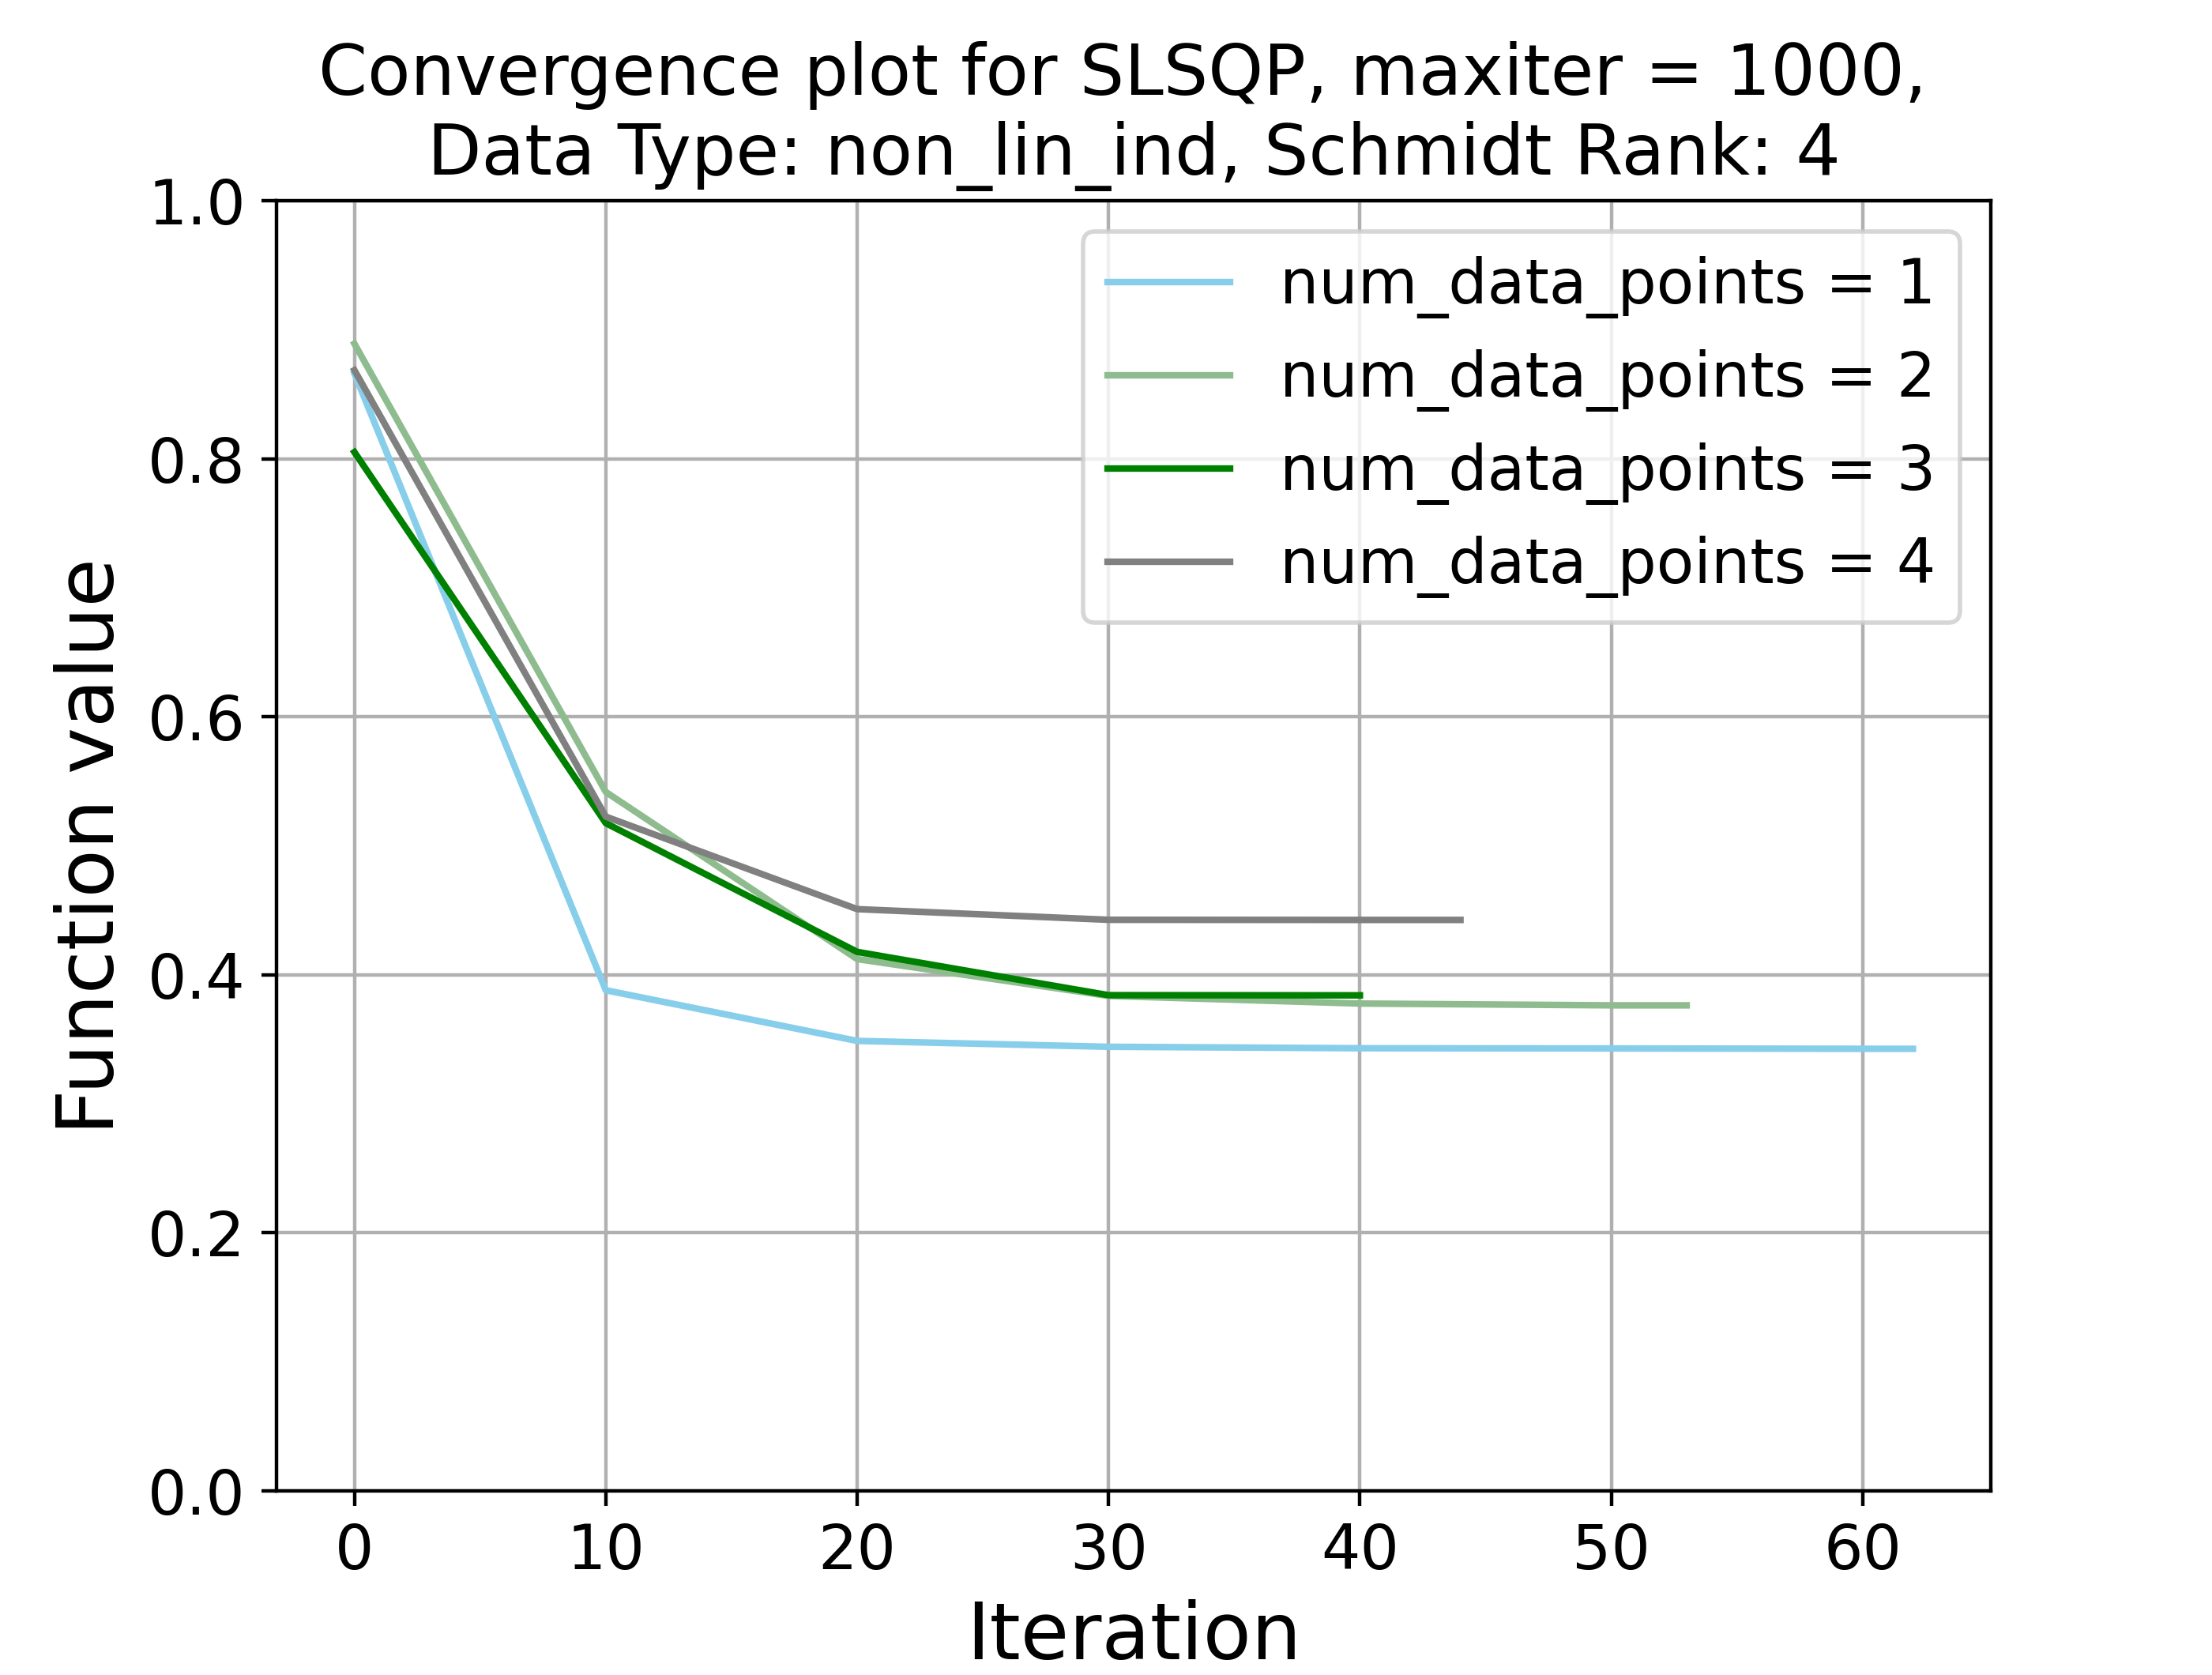 Convergence plot for SLSQP, maxiter = 1000,
Data Type: non_lin_ind, Schmidt Rank: 4
1.0
0.8
0.6
0.4
0.2
0.0
Function value
num_data_points = 1
num_data_points = 2
num_data_points = 3
num_data_points = 4
0 10 20 30 40 50 60
Iteration